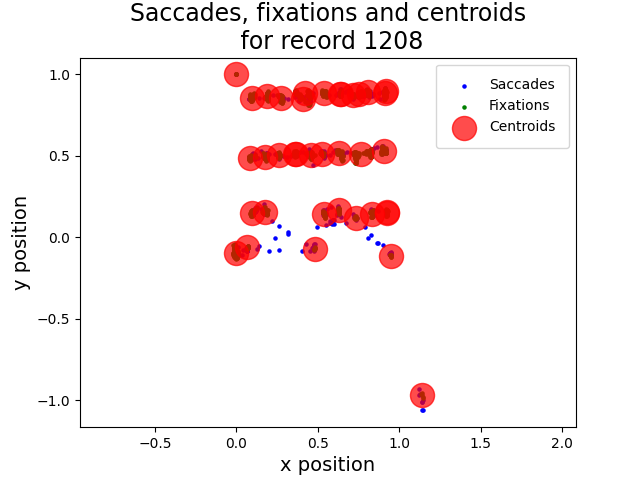 Saccades, fixations and centroids
for record 1208
Saccades
Fixations
Centroids
1.0
0.5
0.0
−0.5
−1.0
y position
−0.5
0.0
0.5
1.0
1.5
2.0
x position